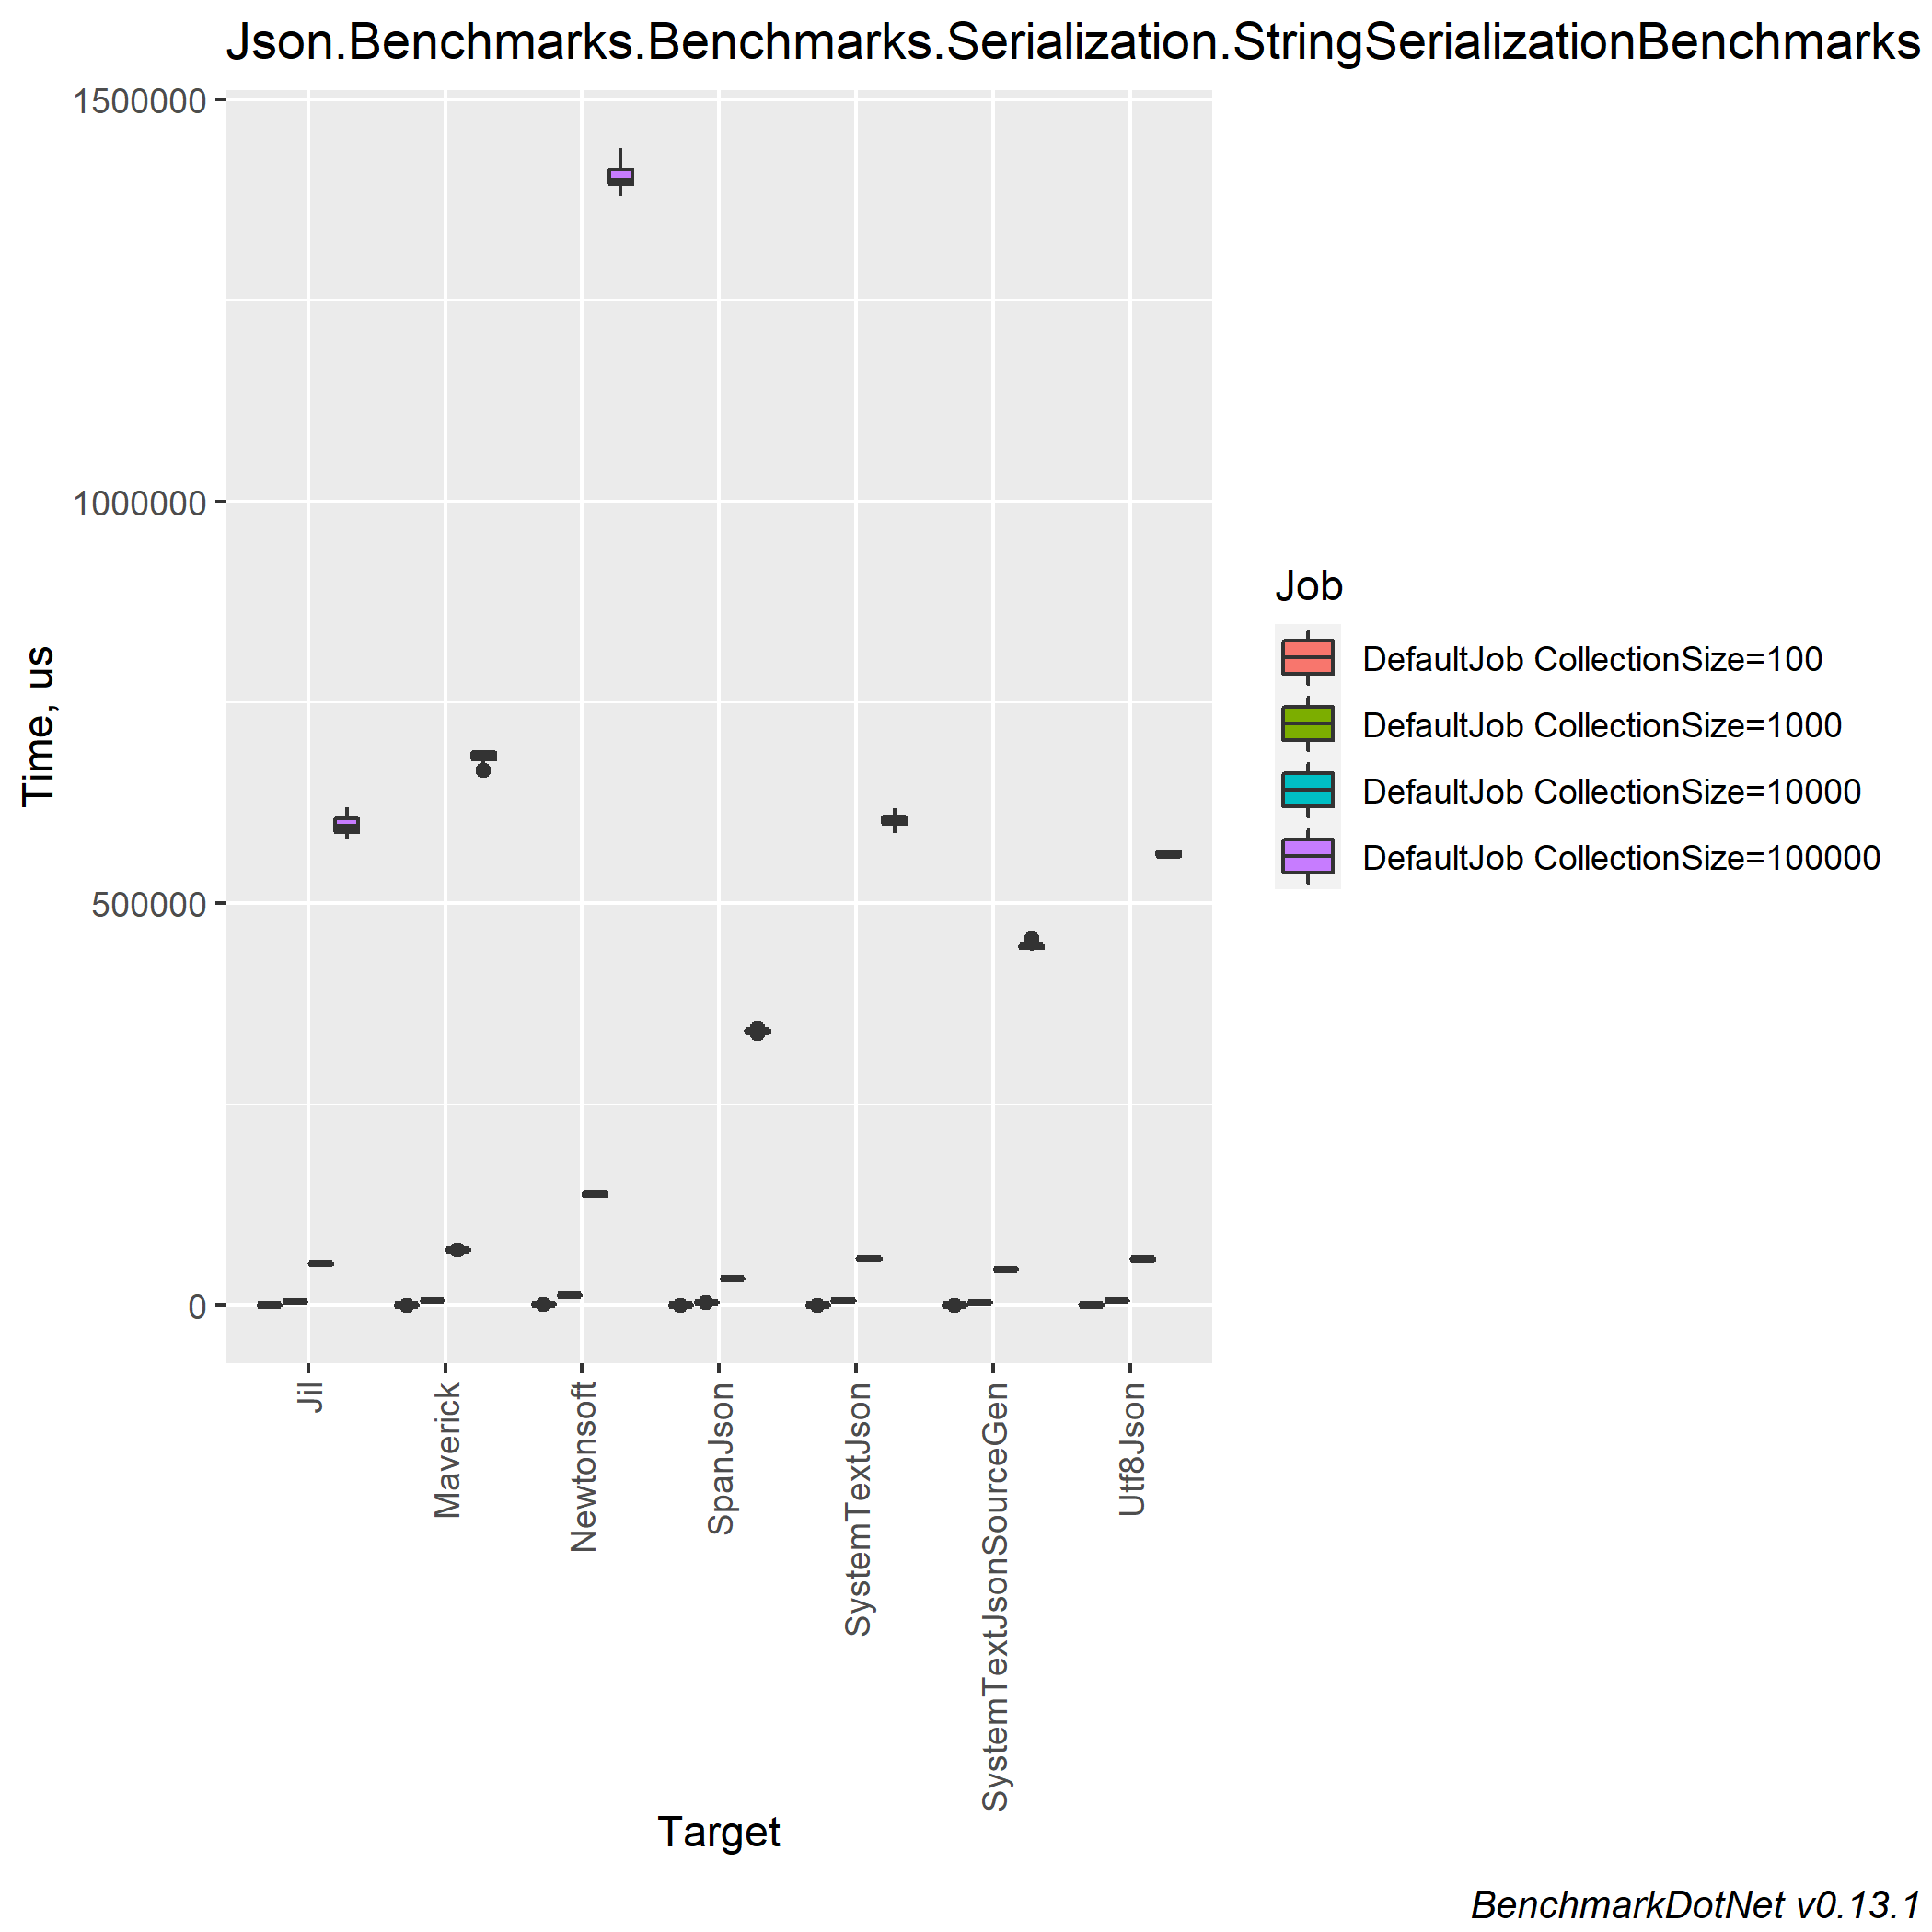 Json.Benchmarks.Benchmarks.Serialization.StringSerializationBenchmarks
1500000
1000000
500000
0
Time, us
Jil
Maverick
Newtonsoft
SpanJson
SystemTextJson
SystemTextJsonSourceGen
Utf8Json
Target
Job
DefaultJob CollectionSize=100
DefaultJob CollectionSize=1000
DefaultJob CollectionSize=10000
DefaultJob CollectionSize=100000
BenchmarkDotNet v0.13.1